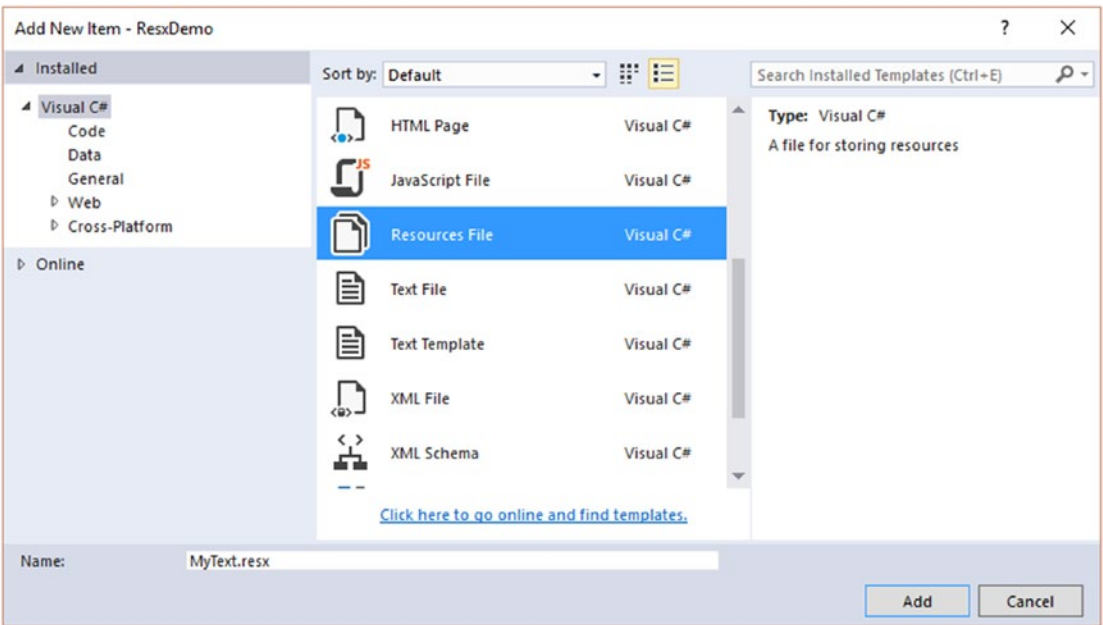 Add New Item - ResxDemo
?
Installed
Sort by: Default
Search Installed Templates (Ctrl+E)
Visual C#
Code
Data
General
Web
Cross-Platform
Online
HTML Page Visual C#
JS
JavaScript File Visual C#
Resources File Visual C#
Text File Visual C#
Text Template Visual C#
XML File Visual C#
XML Schema Visual C#
Click here to go online and find templates.
Type: Visual C#
A file for storing resources
Name: MyText.resx
Add Cancel